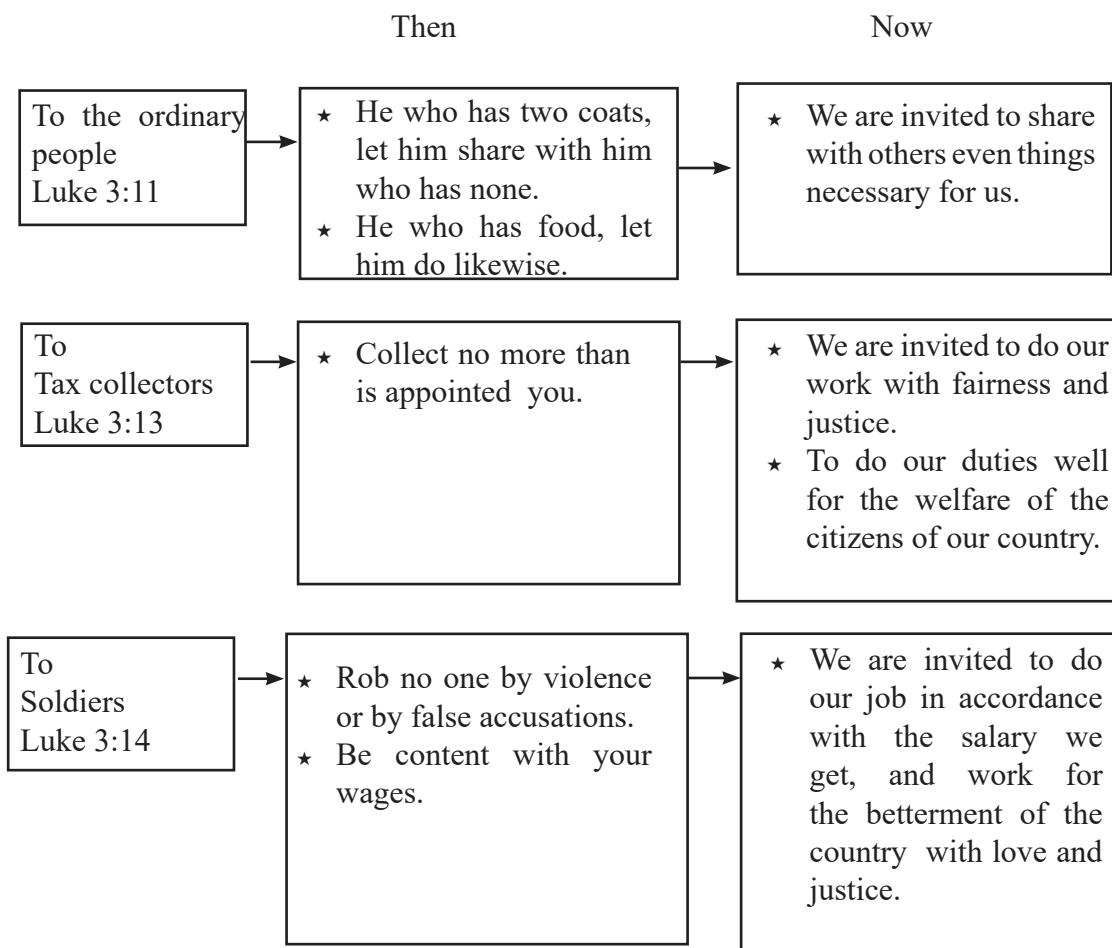 Then
Now
To the ordinary
people
Luke 3:11
★ He who has two coats,
let him share with him
who has none.
★ He who has food, let
him do likewise.
★ We are invited to share
with others even things
necessary for us.
To
Tax collectors
Luke 3:13
★ Collect no more than
is appointed you.
★ We are invited to do our
work with fairness and
justice.
★ To do our duties well
for the welfare of the
citizens of our country.
To
Soldiers
Luke 3:14
★ Rob no one by violence
or by false accusations.
★ Be content with your
wages.
★ We are invited to do
our job in accordance
with the salary we
get, and work for
the betterment of the
country with love and
justice.